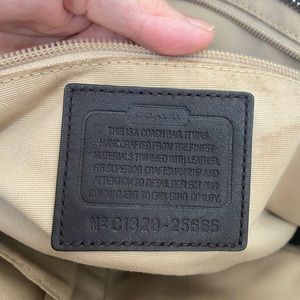 COACH
THIS IS A COACH BAG. IT WAS
HANDCRAFTED FROM THE FINEST
MATERIALS TRIMMED WITH LEATHER.
ITS SUPERIOR CRAFTSMANSHIP AND
ATTENTION TO DETAIL REFLECT OUR
COMMITMENT TO ENDURING QUALITY.
Nº C1320-25665